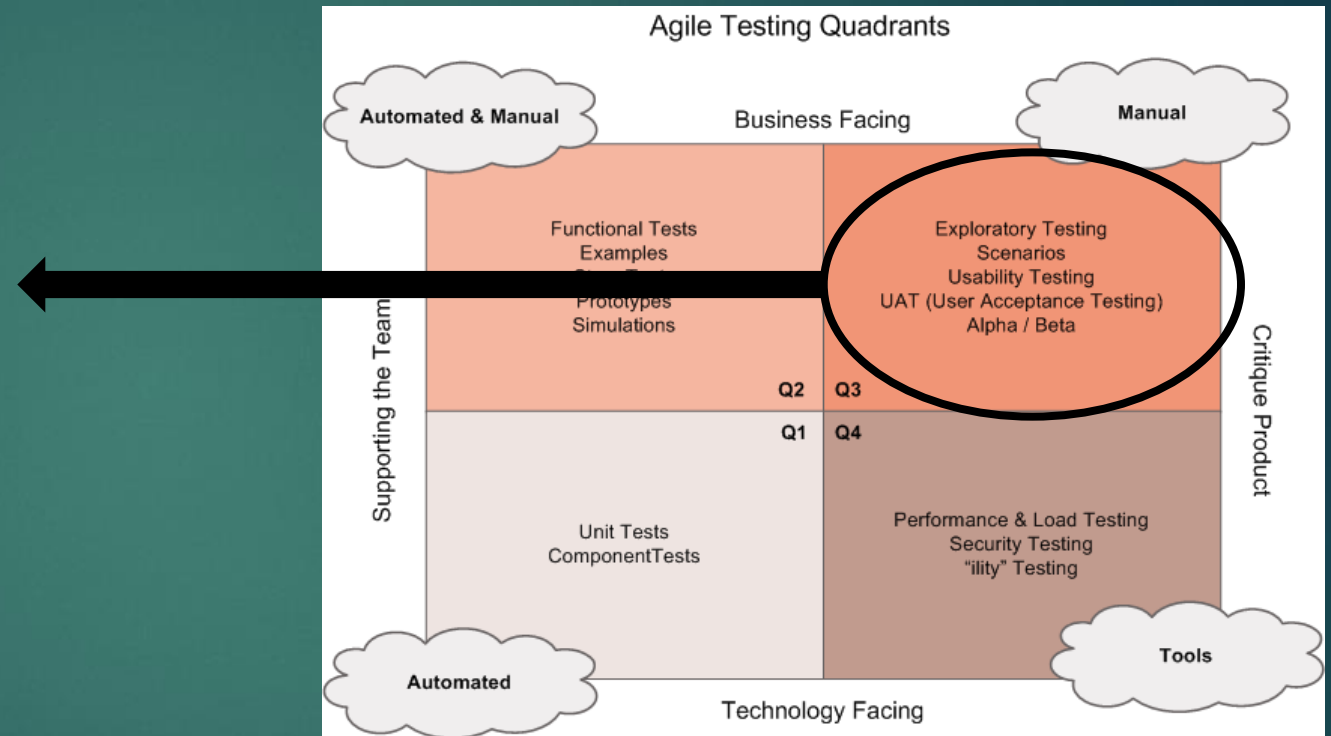 Agile Testing Quadrants
Automated & Manual
Business Facing
Manual
Functional Tests
Examples
Prototypes
Simulations
Exploratory Testing
Scenarios
Usability Testing
UAT (User Acceptance Testing)
Alpha / Beta
Supporting the Team
Critique Product
Q2
Q3
Q1
Q4
Unit Tests
ComponentTests
Performance & Load Testing
Security Testing
“ility” Testing
Automated
Tools
Technology Facing